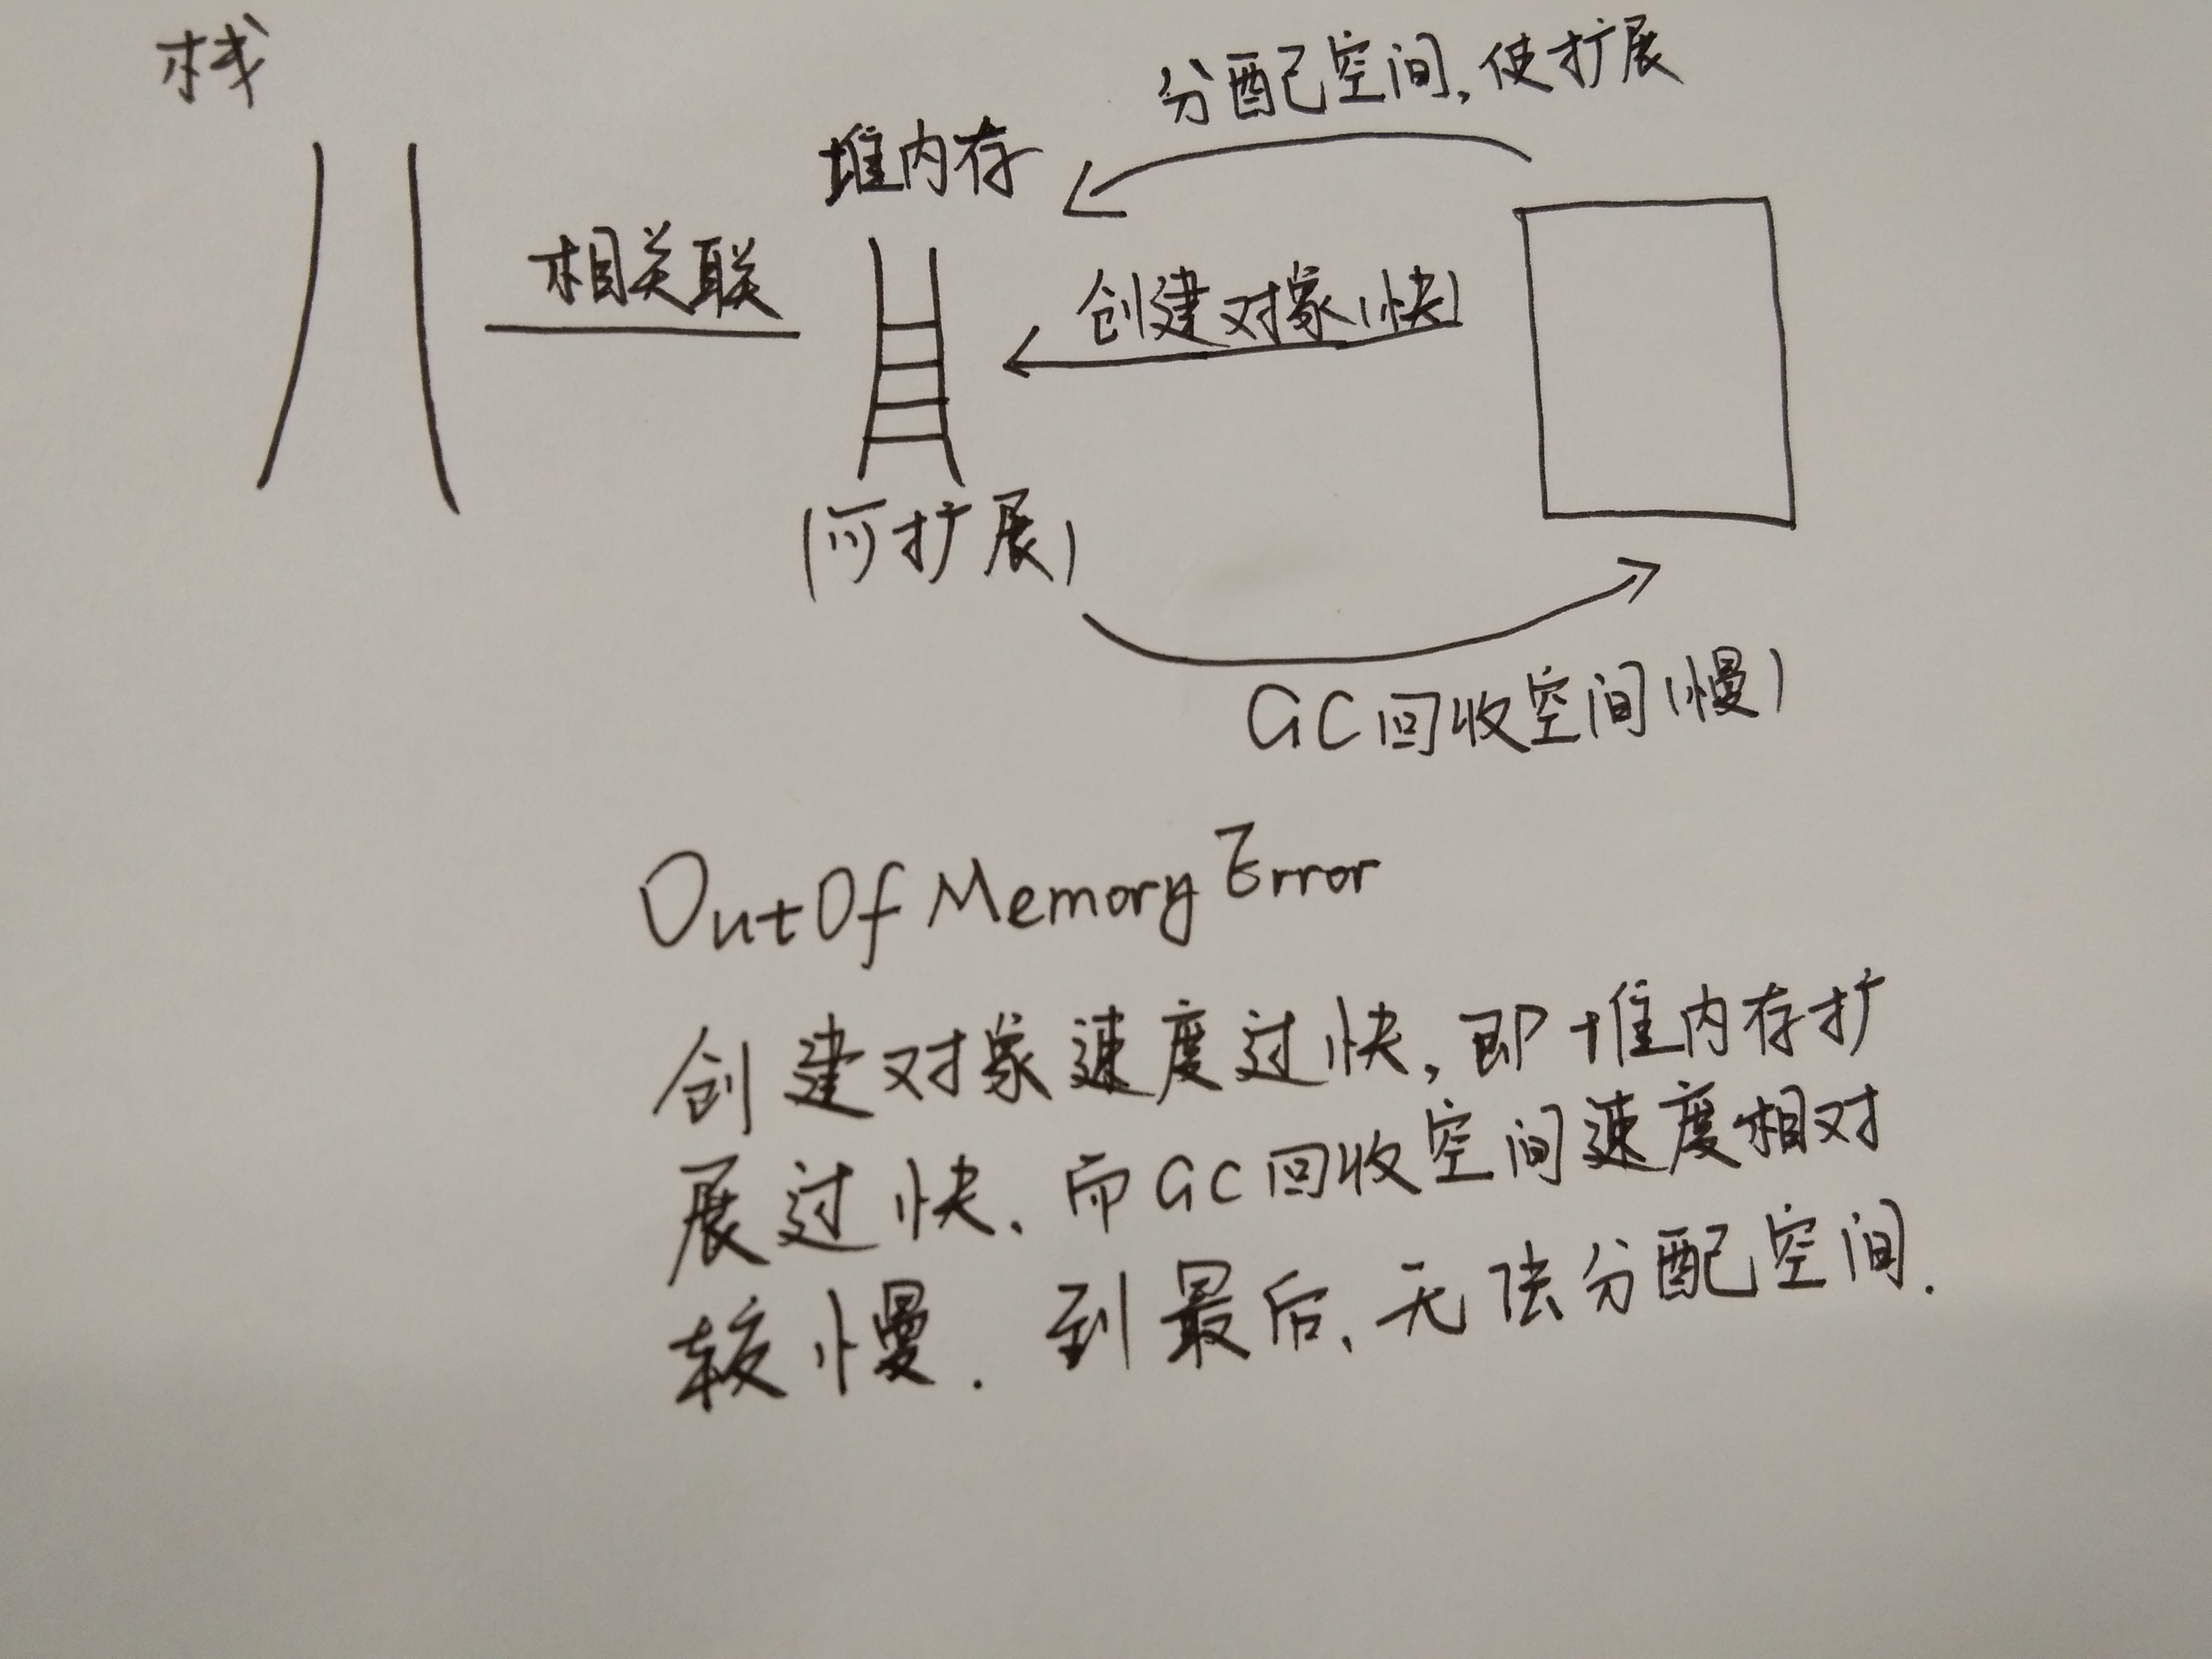 栈
分配空间,使扩展
堆内存
相关联
创建对象(快)
(可扩展)
GC回收空间(慢)
OutOfMemoryError
创建对象速度过快,即堆内存扩
展过快、而GC回收空间速度相对
较慢.到最后、无法分配空间.